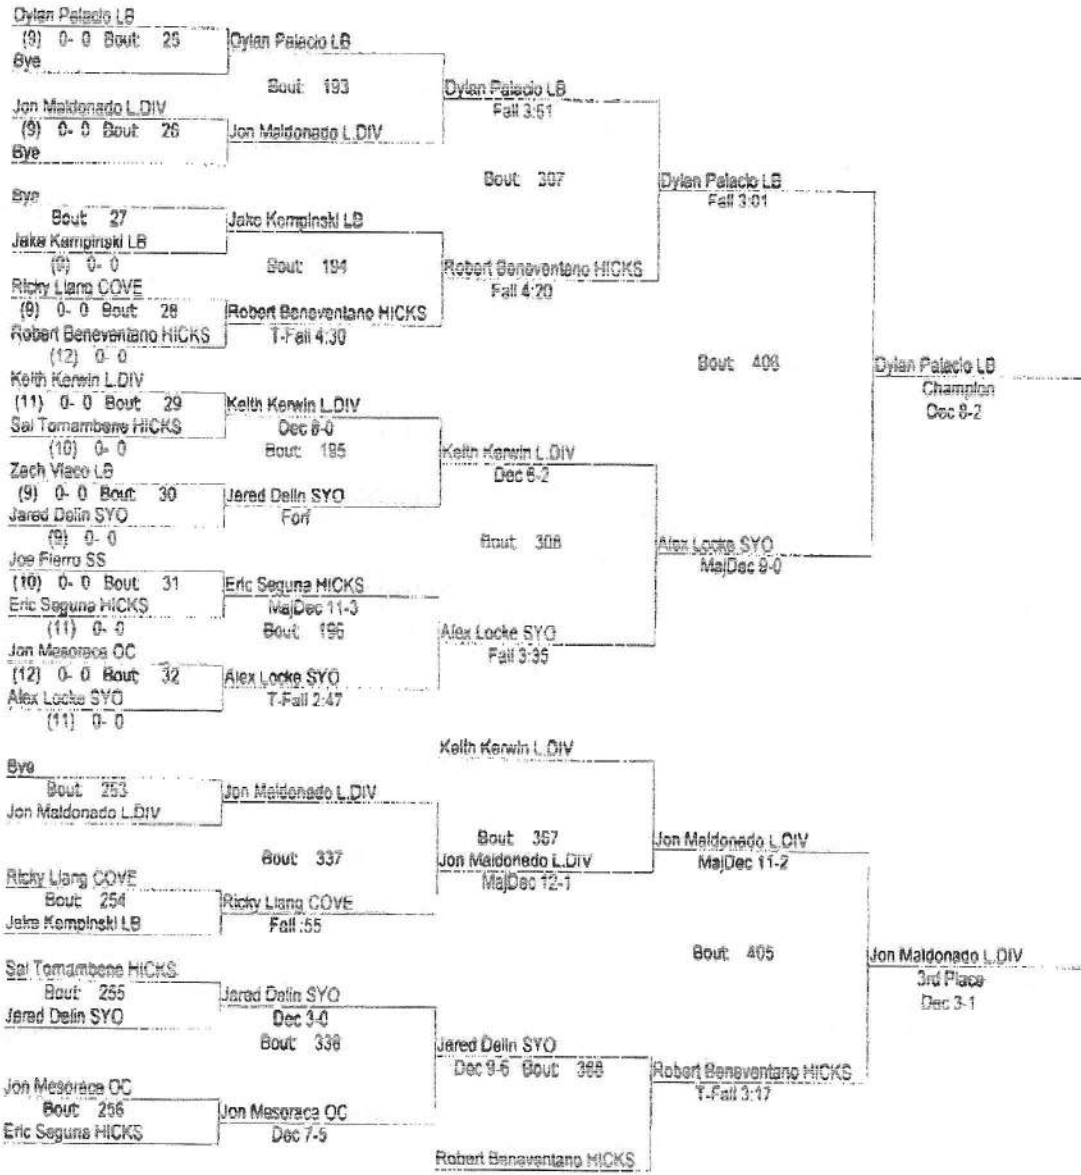 Dylan Palacio LB
(9) 0- 0 Bout: 25
Bye
Dylan Palacio LB
Bout: 193
Jon Maldonado L.DIV
(9) 0- 0 Bout: 26
Bye
Jon Maldonado L.DIV
Dylan Palacio LB
Fall 3:51
Bout: 307
Bye
Bout: 27
Jake Kempinski LB
(9) 0- 0
Jake Kempinski LB
Bout: 194
Ricky Liang COVE
(9) 0- 0 Bout: 28
Robert Beneventano HICKS
(12) 0- 0
Robert Beneventano HICKS
T-Fall 4:30
Robert Beneventano HICKS
Fall 4:20
Dylan Palacio LB
Fall 3:01
Bout: 406
Keith Kerwin L.DIV
(11) 0- 0 Bout: 29
Sal Tornambene HICKS
(10) 0- 0
Keith Kerwin L.DIV
Dec 8-0
Bout: 195
Zach Vlaco LB
(9) 0- 0 Bout: 30
Jared Delin SYO
(9) 0- 0
Jared Delin SYO
Forf
Keith Kerwin L.DIV
Dec 6-2
Bout: 308
Joe Fierro SS
(10) 0- 0 Bout: 31
Eric Seguna HICKS
(11) 0- 0
Eric Seguna HICKS
MajDec 11-3
Bout: 196
Jon Mesoraca OC
(12) 0- 0 Bout: 32
Alex Locke SYO
(11) 0- 0
Alex Locke SYO
T-Fall 2:47
Alex Locke SYO
Fall 3:35
Alex Locke SYO
MajDec 9-0
Dylan Palacio LB
Champion
Dec 8-2
Keith Kerwin L.DIV
Bye
Bout: 253
Jon Maldonado L.DIV
Jon Maldonado L.DIV
Bout: 337
Ricky Liang COVE
Bout: 254
Jake Kempinski LB
Ricky Liang COVE
Fall :55
Bout: 367
Jon Maldonado L.DIV
MajDec 12-1
Jon Maldonado L.DIV
MajDec 11-2
Bout: 405
Sal Tornambene HICKS
Bout: 255
Jared Delin SYO
Jared Delin SYO
Dec 3-0
Bout: 338
Jon Mesoraca OC
Bout: 256
Eric Seguna HICKS
Jon Mesoraca OC
Dec 7-5
Jared Delin SYO
Dec 9-6 Bout: 368
Robert Beneventano HICKS
Robert Beneventano HICKS
T-Fall 3:17
Jon Maldonado L.DIV
3rd Place
Dec 3-1